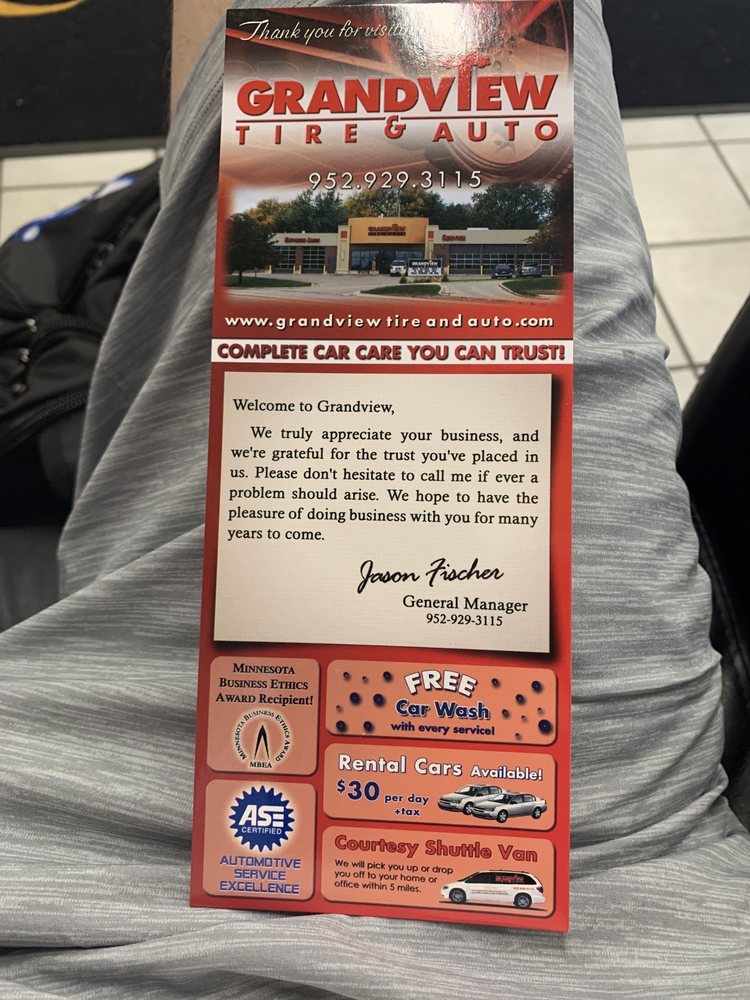 Thank you for
GRANDVIEW
TIRE & AUTO
952.929.3115
GRANDVIEW
TIRE & AUTO
GRANDVIEW
www.grandviewtireandauto.com
COMPLETE CAR CARE YOU CAN TRUST!
Welcome to Grandview,
We truly appreciate your business, and
we're grateful for the trust you've placed in
us. Please don't hesitate to call me if ever a
problem should arise. We hope to have the
pleasure of doing business with you for many
years to come.
Jason Fischer
General Manager
952-929-3115
MINNESOTA
BUSINESS ETHICS
AWARD Recipient!
MINNESOTA BUSINESS ETHICS AWARD
MBEA
FREE
Car Wash
with every service!
Rental Cars Available!
$30 per day
+tax
ASE
CERTIFIED
AUTOMOTIVE
SERVICE
EXCELLENCE
Courtesy Shuttle Van
We will pick you up or drop
you off to your home or
office within 5 miles.
GRANDVIEW